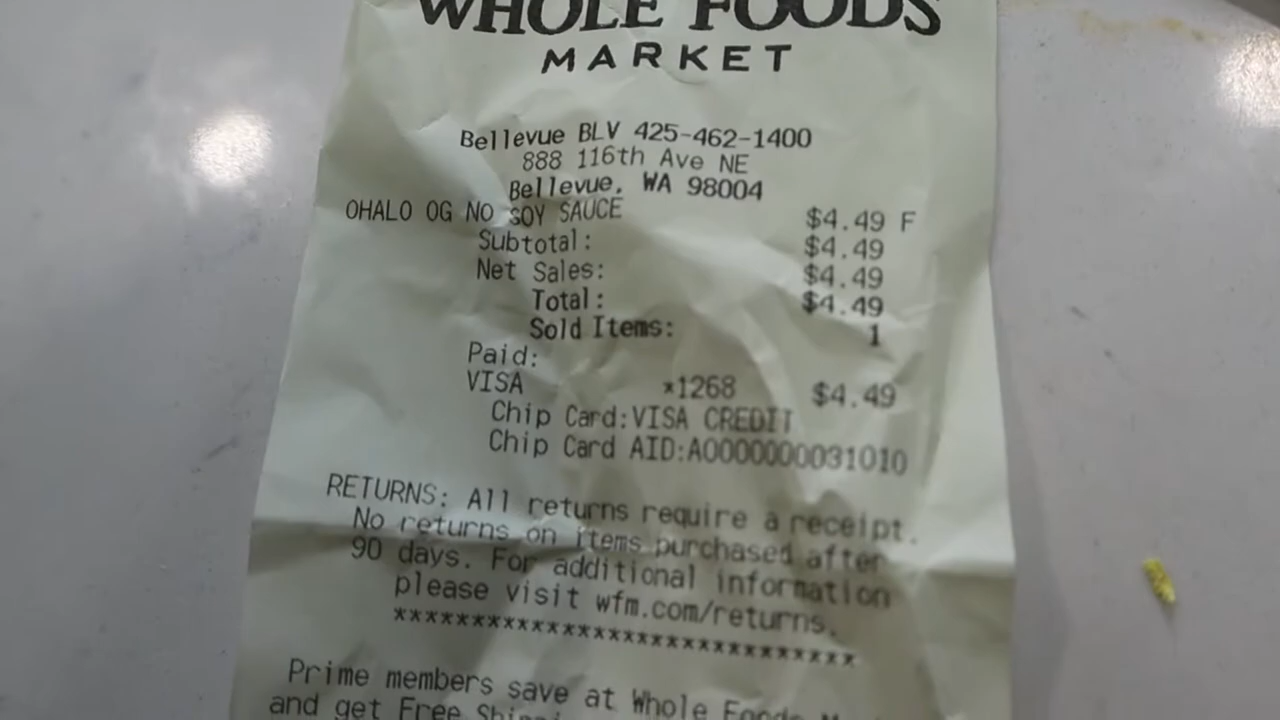 WHOLE FOODS
MARKET
Bellevue BLV 425-462-1400
888 116th Ave NE
Bellevue, WA 98004
OHALO OG NO SOY SAUCE $4.49 F
Subtotal: $4.49
Net Sales: $4.49
Total: $4.49
Sold Items: 1
Paid:
VISA *1268 $4.49
Chip Card:VISA CREDIT
Chip Card AID:A0000000031010
RETURNS: All returns require a receipt.
No returns on items purchased after
90 days. For additional information
please visit wfm.com/returns.
*******************************
Prime members save at Whole Foods
and get Free